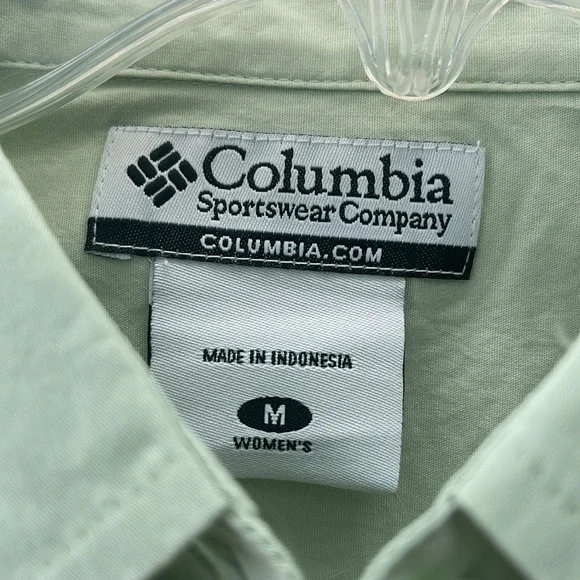 Columbia
Sportswear Company
COLUMBIA.COM
MADE IN INDONESIA
M
WOMEN'S